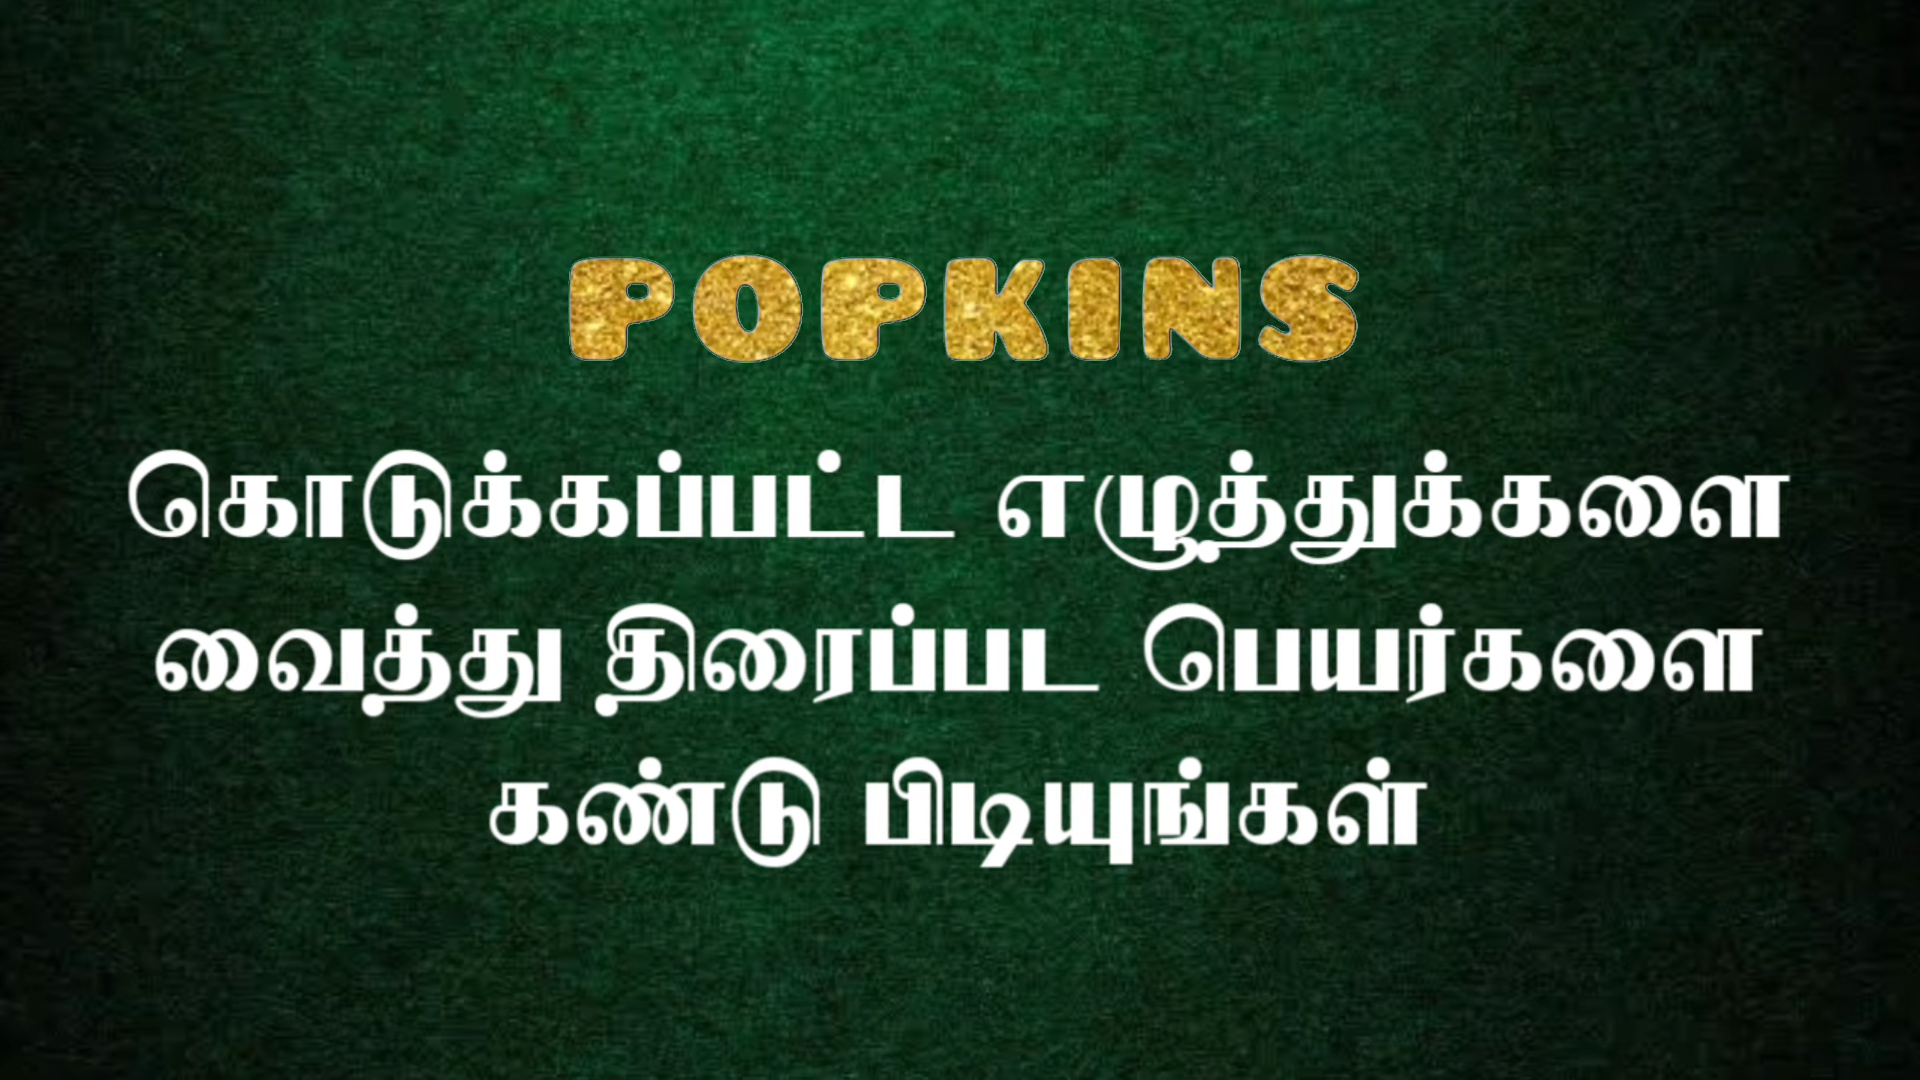 POPKINS
கொடுக்கப்பட்ட எழுத்துக்களை
வைத்து திரைப்பட பெயர்களை
கண்டு பிடியுங்கள்